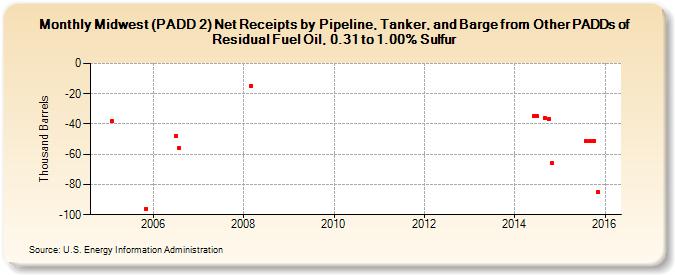 Monthly Midwest (PADD 2) Net Receipts by Pipeline, Tanker, and Barge from Other PADDs of
Residual Fuel Oil, 0.31 to 1.00% Sulfur
Thousand Barrels
0
-20
-40
-60
-80
-100
2006 2008 2010 2012 2014 2016
Source: U.S. Energy Information Administration